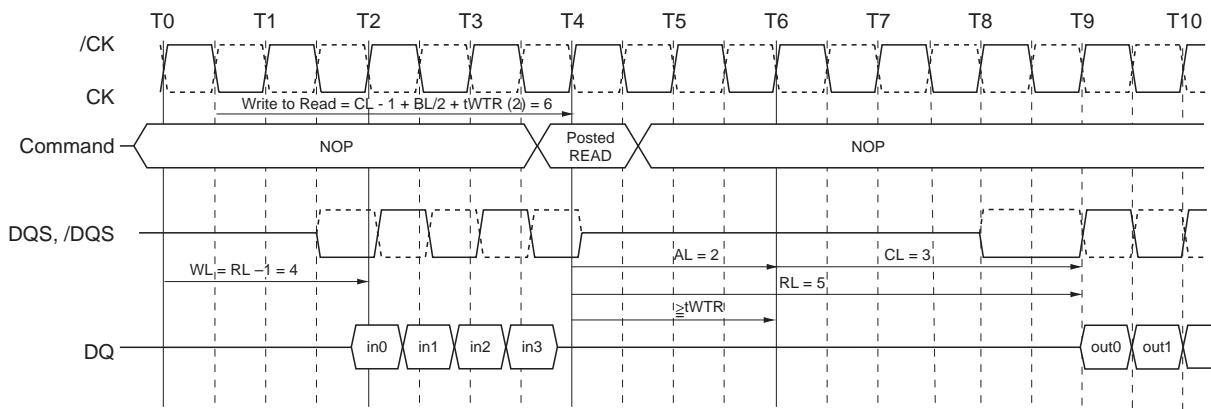 T0 T1 T2 T3 T4 T5 T6 T7 T8 T9 T10
/CK
CK
Write to Read = CL - 1 + BL/2 + tWTR (2) = 6
Command
NOP
Posted
READ
NOP
DQS, /DQS
WL = RL –1 = 4
AL = 2
CL = 3
RL = 5
≧tWTR
DQ
in0 in1 in2 in3
out0 out1